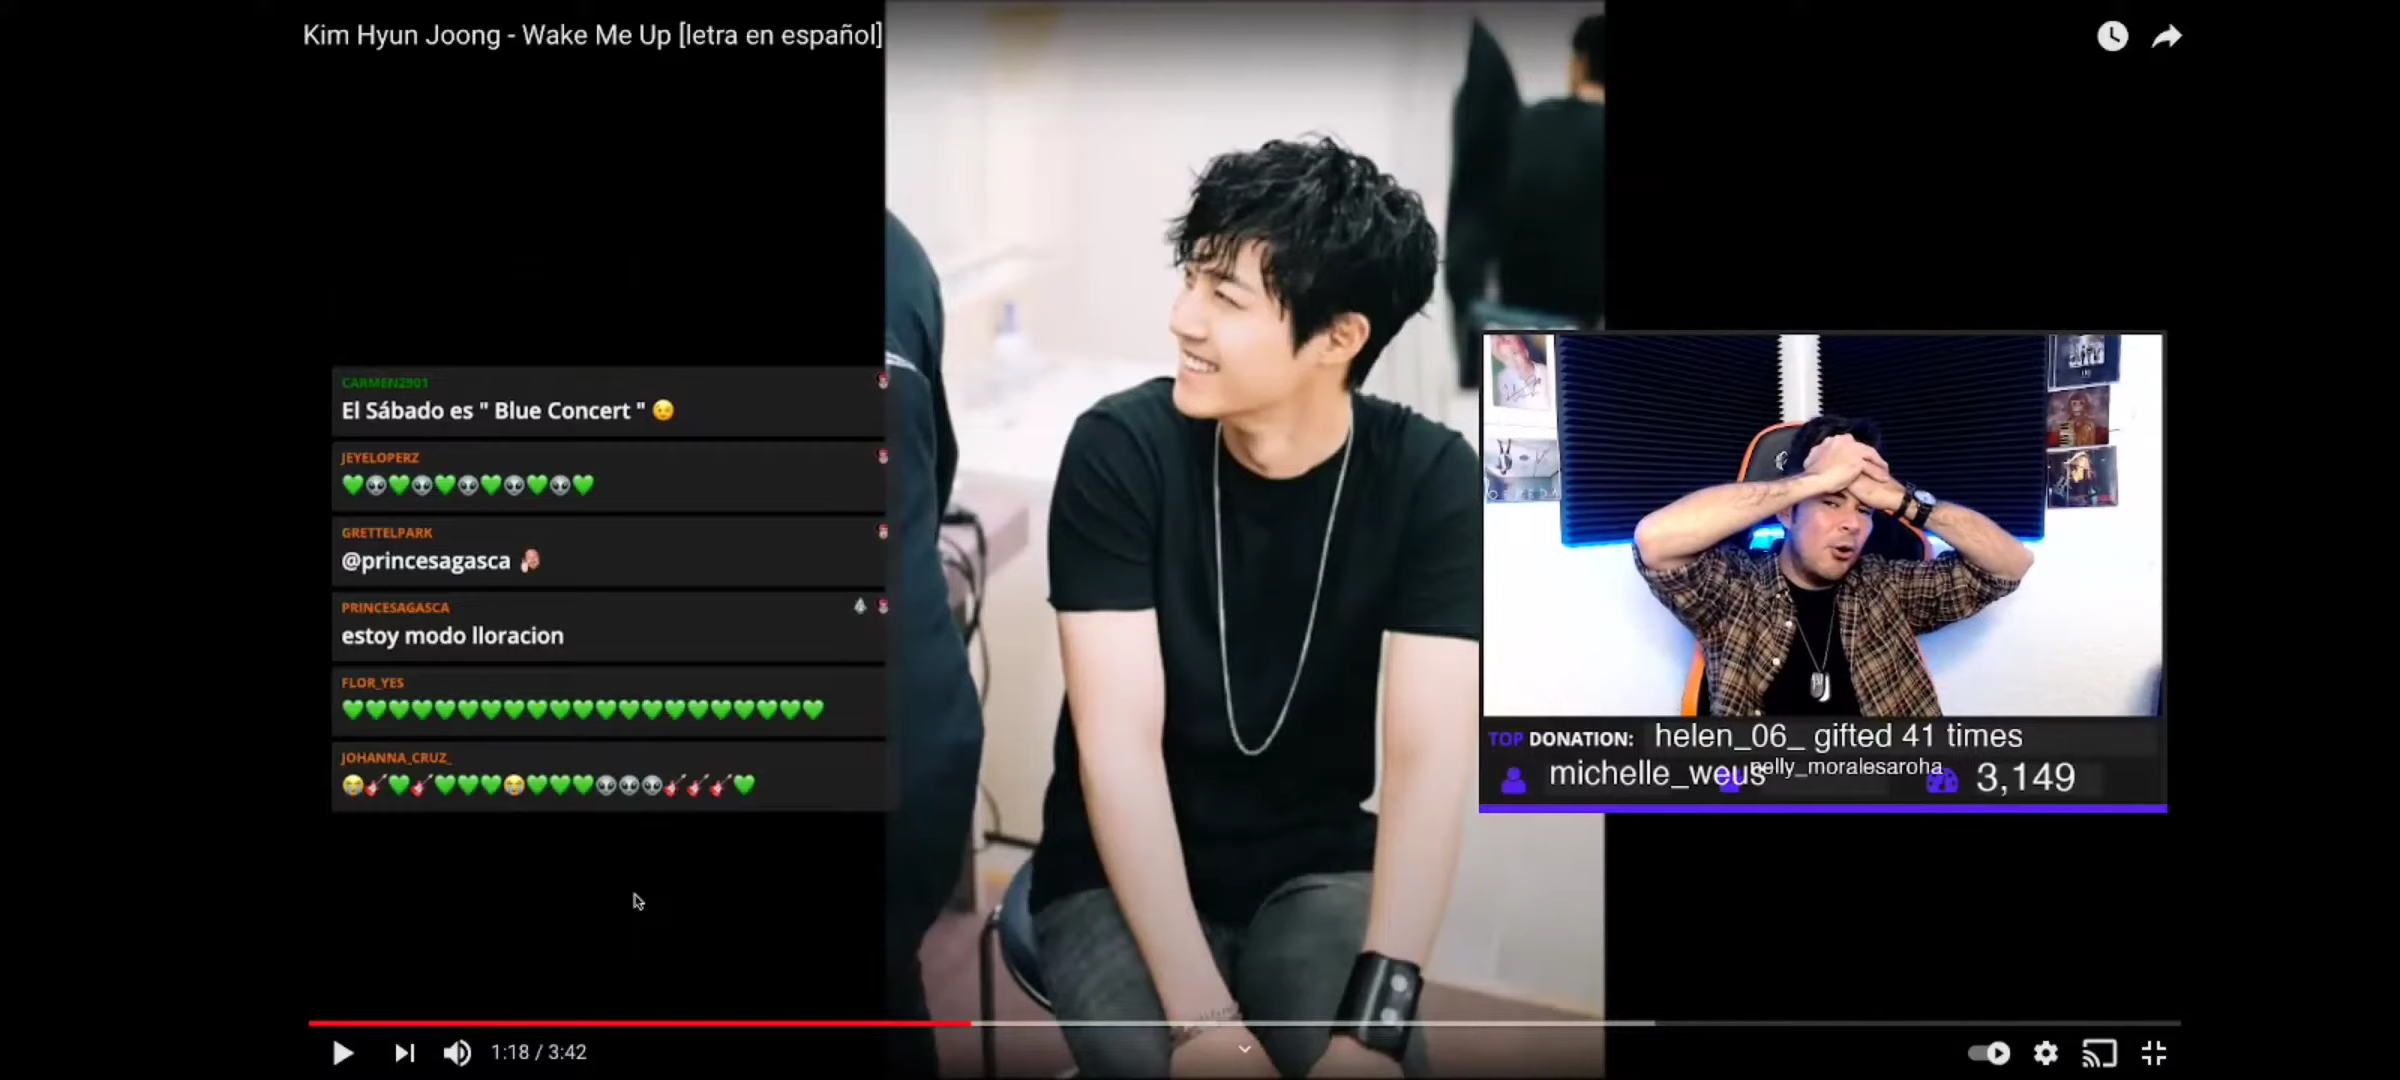 Kim Hyun Joong - Wake Me Up [letra en español]
CARMEN2901
El Sábado es " Blue Concert " 😉
JEYELOPERZ
💚👽💚👽💚👽💚👽💚👽💚
GRETTELPARK
@princesagasca
PRINCESAGASCA
estoy modo lloracion
FLOR_YES
💚💚💚💚💚💚💚💚💚💚💚💚💚💚💚💚💚💚💚💚💚
JOHANNA_CRUZ_
😭🎸💚🎸💚💚💚😭💚💚💚👽👽👽🎸🎸🎸💚
TOP DONATION: helen_06_ gifted 41 times
michelle_weus
nelly_moralesaroha
3,149
1:18 / 3:42